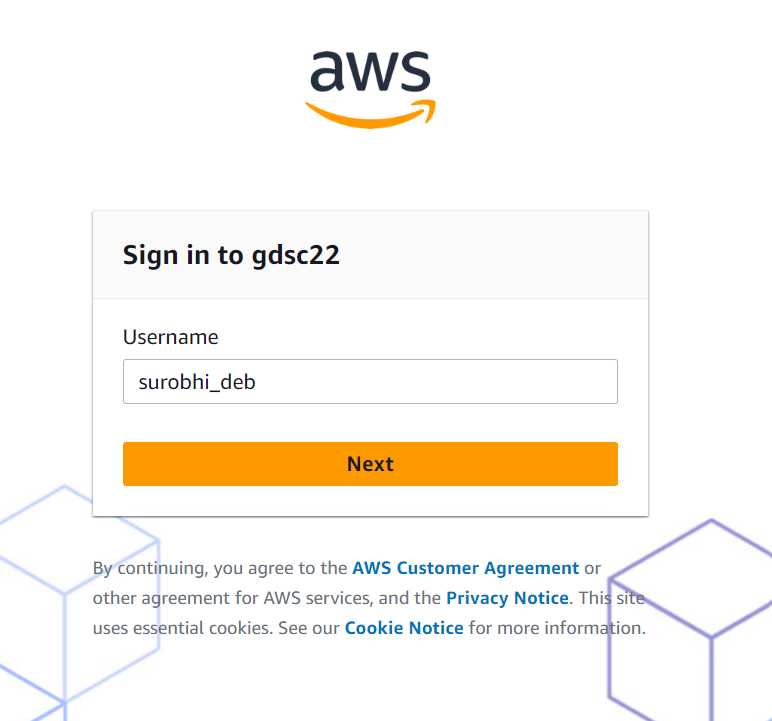 aws
Sign in to gdsc22
Username
surobhi_deb
Next
By continuing, you agree to the AWS Customer Agreement or
other agreement for AWS services, and the Privacy Notice. This site
uses essential cookies. See our Cookie Notice for more information.